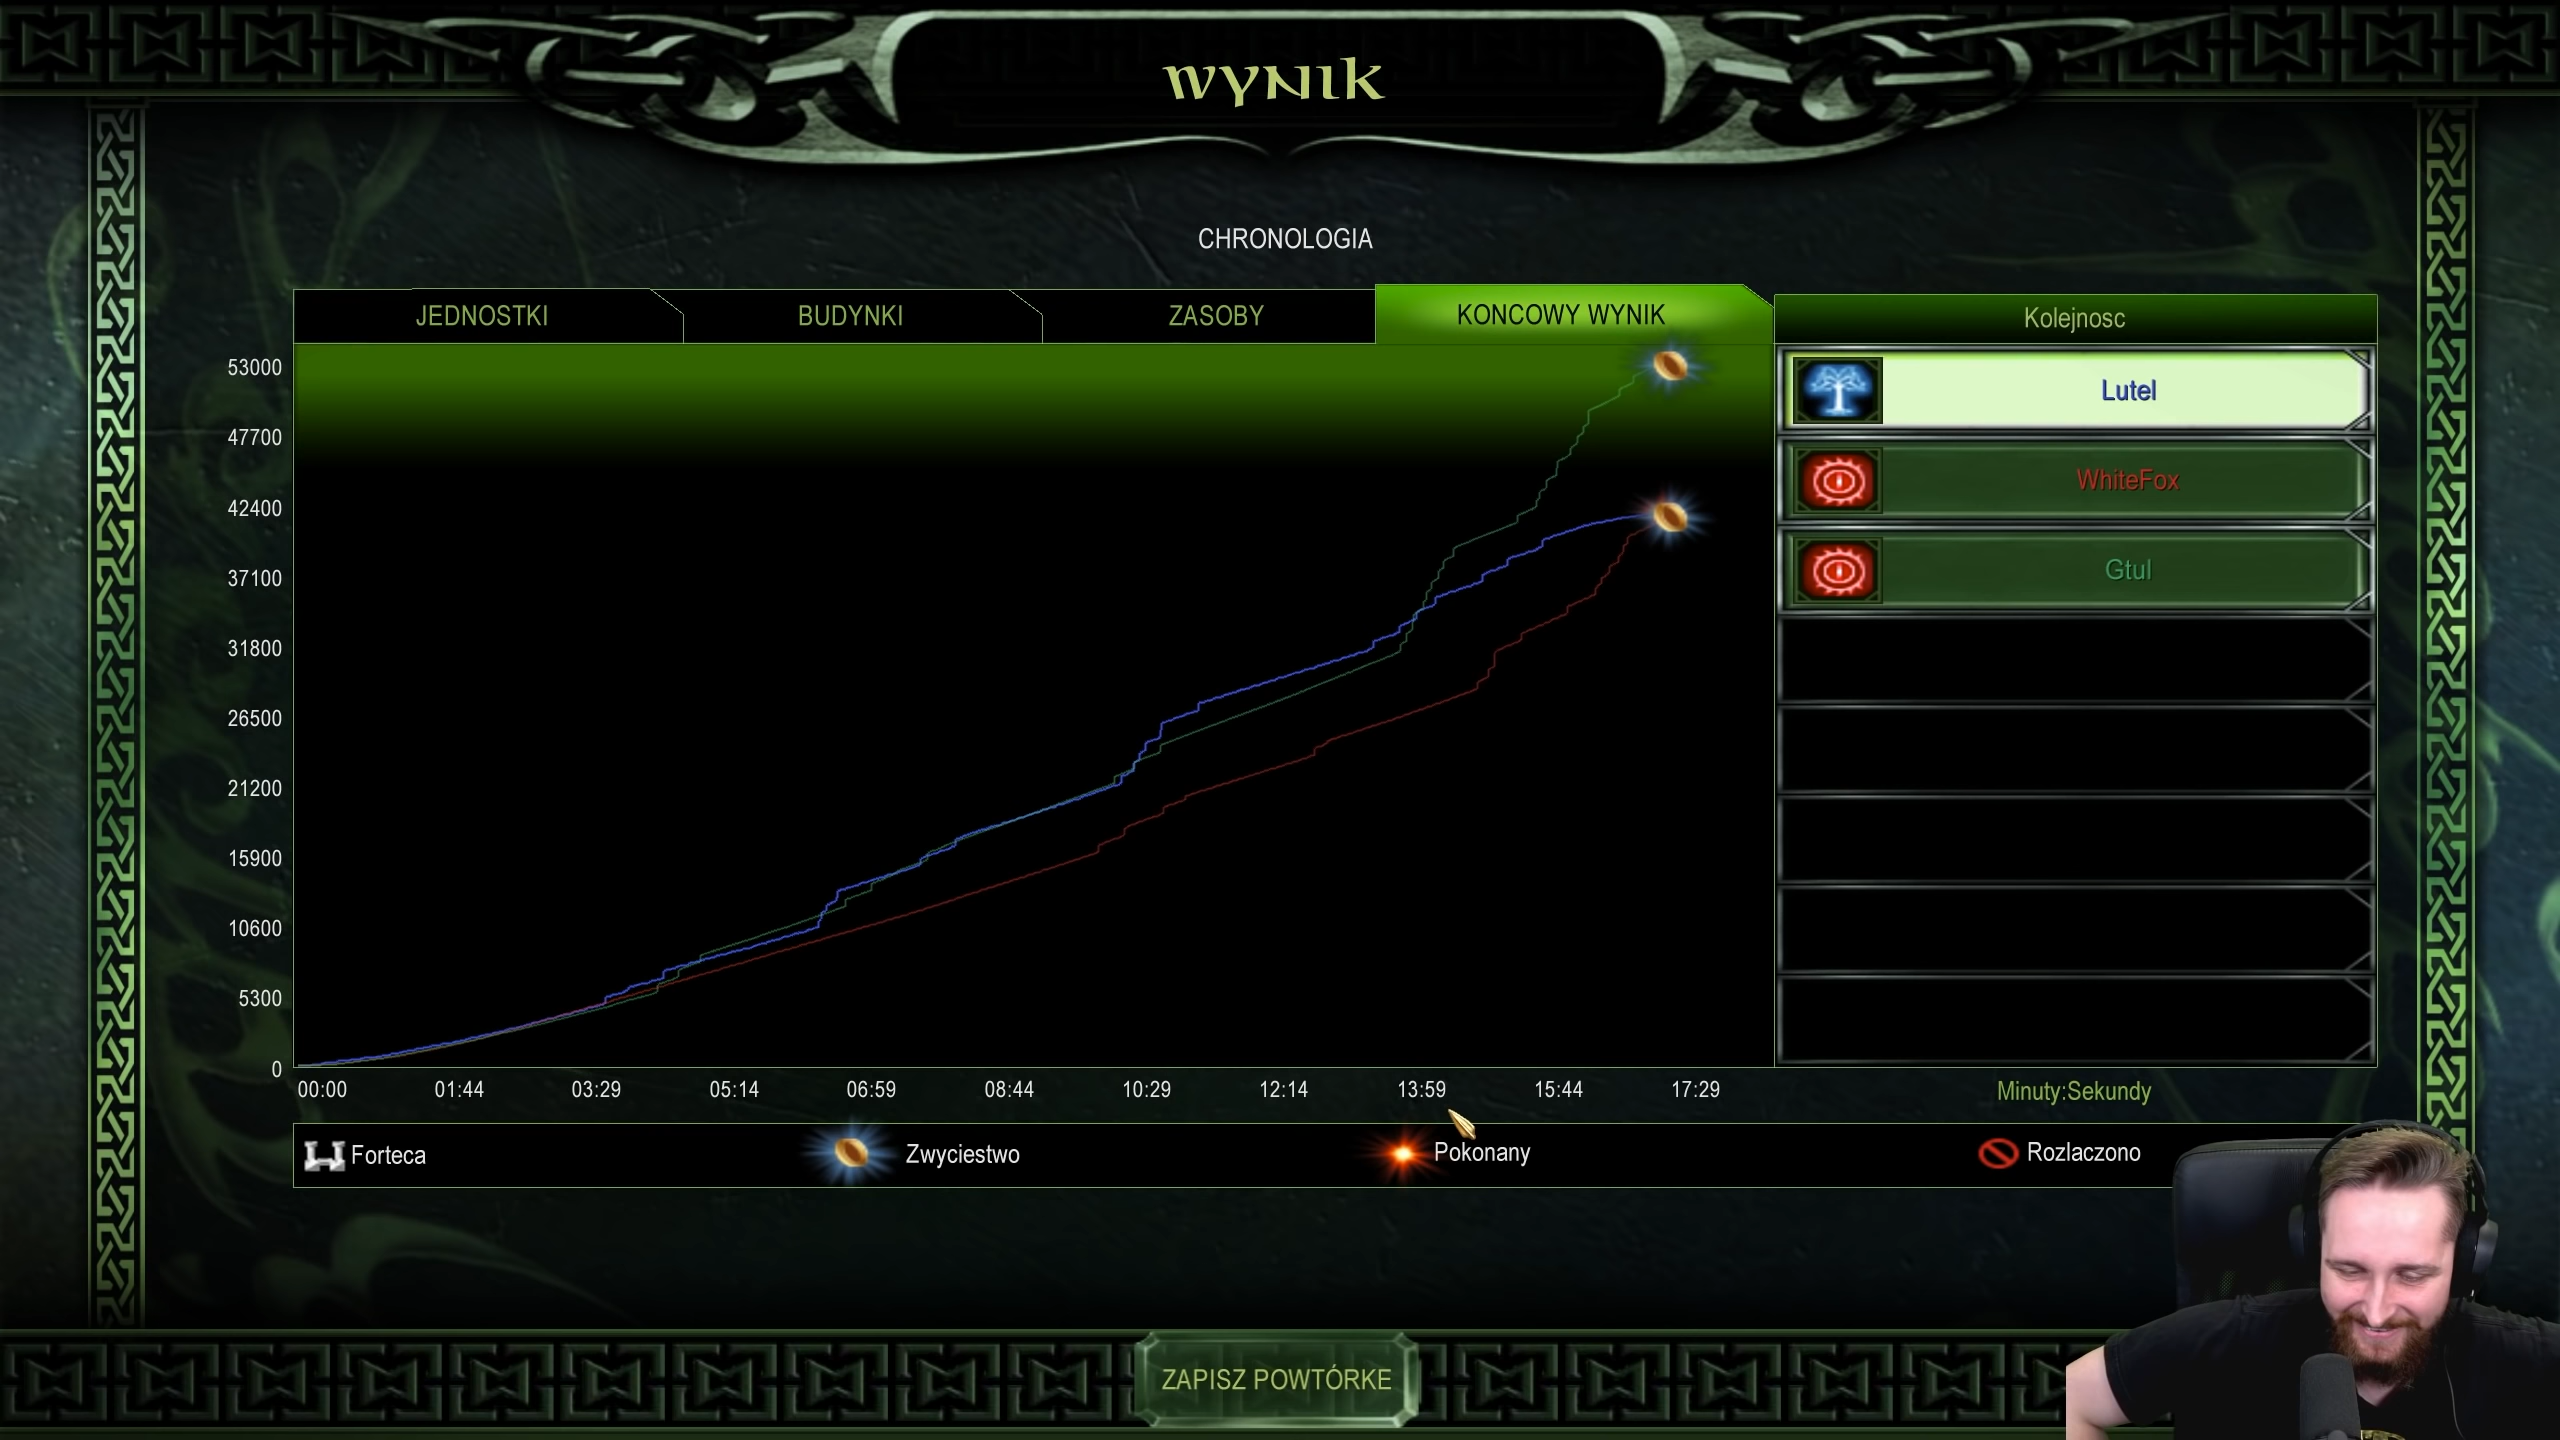 WYNIK
CHRONOLOGIA
JEDNOSTKI
BUDYNKI
ZASOBY
KONCOWY WYNIK
Kolejnosc
53000
47700
42400
37100
31800
26500
21200
15900
10600
5300
0
Lutel
WhiteFox
Gtul
00:00 01:44 03:29 05:14 06:59 08:44 10:29 12:14 13:59 15:44 17:29
Minuty:Sekundy
Forteca
Zwyciestwo
Pokonany
Rozlaczono
ZAPISZ POWTÓRKE